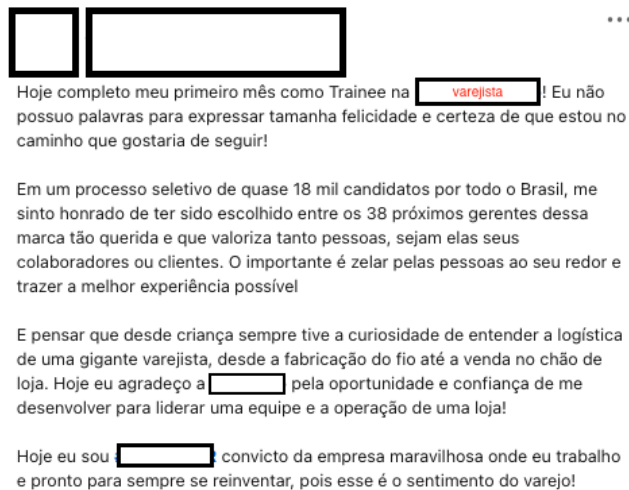 Hoje completo meu primeiro mês como Trainee na varejista ! Eu não
possuo palavras para expressar tamanha felicidade e certeza de que estou no
caminho que gostaria de seguir!
Em um processo seletivo de quase 18 mil candidatos por todo o Brasil, me
sinto honrado de ter sido escolhido entre os 38 próximos gerentes dessa
marca tão querida e que valoriza tanto pessoas, sejam elas seus
colaboradores ou clientes. O importante é zelar pelas pessoas ao seu redor e
trazer a melhor experiência possível
E pensar que desde criança sempre tive a curiosidade de entender a logística
de uma gigante varejista, desde a fabricação do fio até a venda no chão de
loja. Hoje eu agradeço a pela oportunidade e confiança de me
desenvolver para liderar uma equipe e a operação de uma loja!
Hoje eu sou convicto da empresa maravilhosa onde eu trabalho
e pronto para sempre se reinventar, pois esse é o sentimento do varejo!